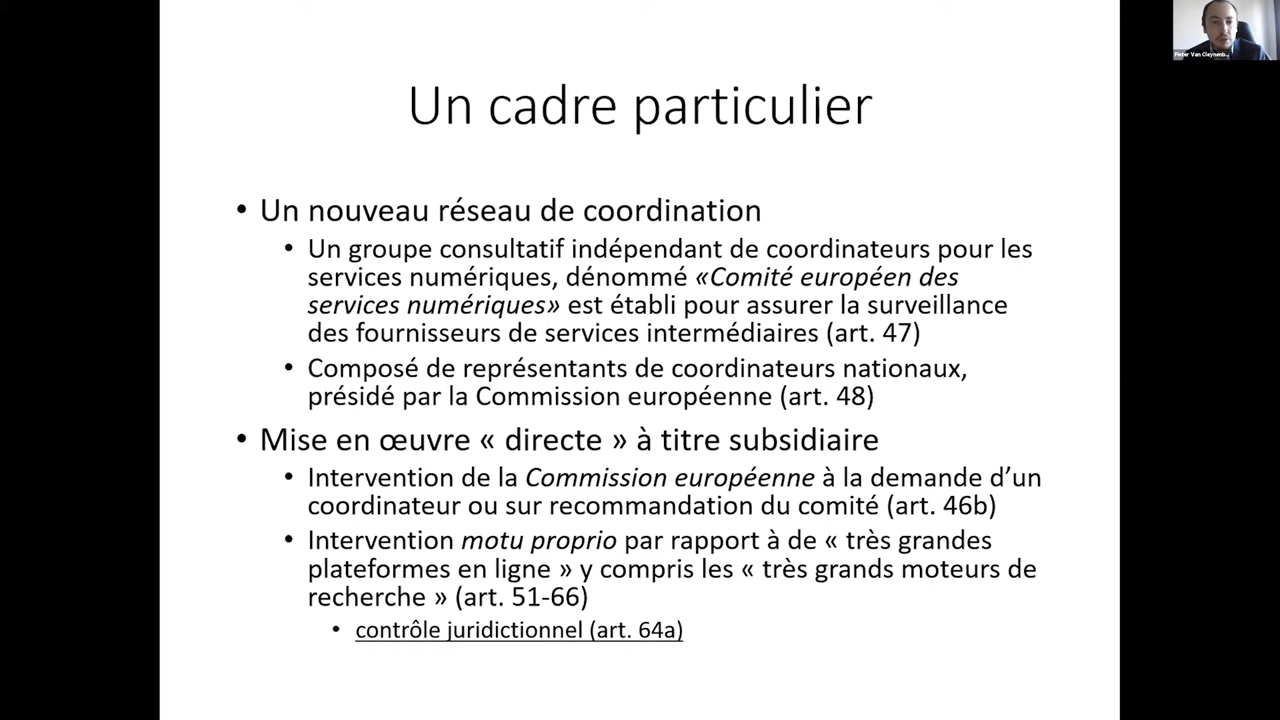 Un cadre particulier
Pieter Van Cleynenb...
• Un nouveau réseau de coordination
• Un groupe consultatif indépendant de coordinateurs pour les
services numériques, dénommé «Comité européen des
services numériques» est établi pour assurer la surveillance
des fournisseurs de services intermédiaires (art. 47)
• Composé de représentants de coordinateurs nationaux,
présidé par la Commission européenne (art. 48)
• Mise en œuvre « directe » à titre subsidiaire
• Intervention de la Commission européenne à la demande d’un
coordinateur ou sur recommandation du comité (art. 46b)
• Intervention motu proprio par rapport à de « très grandes
plateformes en ligne » y compris les « très grands moteurs de
recherche » (art. 51-66)
• contrôle juridictionnel (art. 64a)